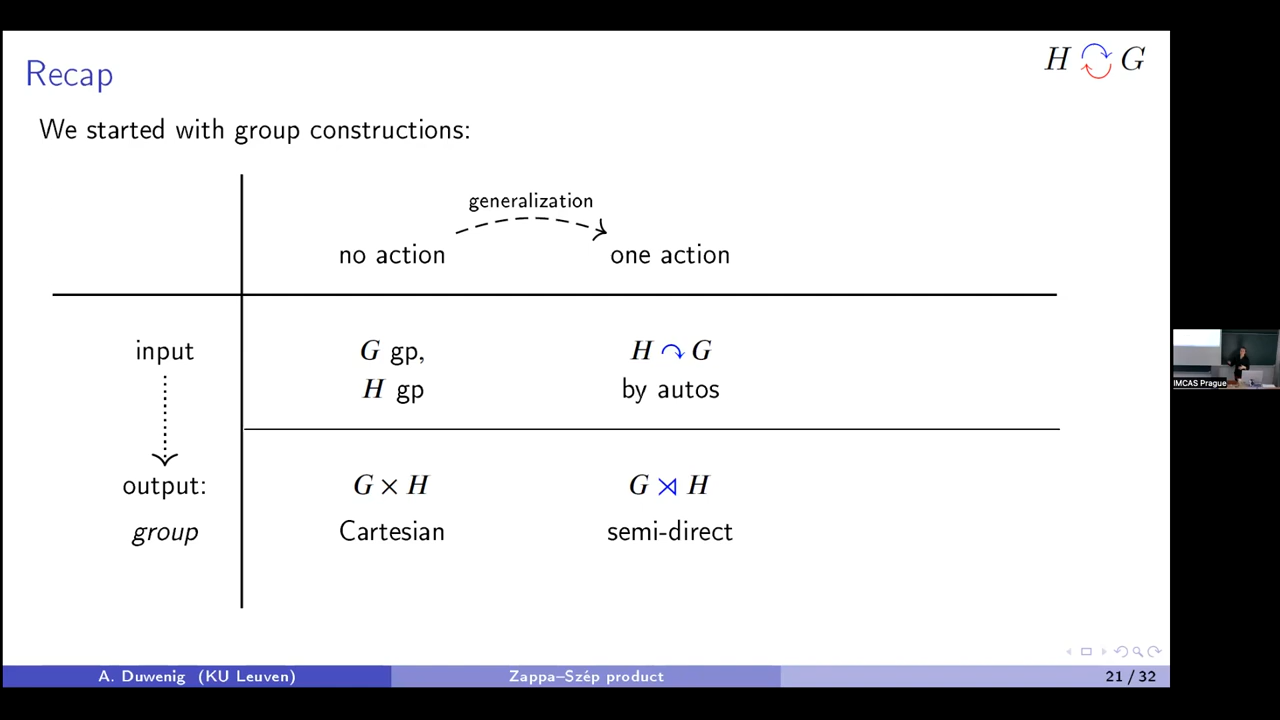 Recap
H G
We started with group constructions:
generalization
no action one action
input
G gp,
H gp
H ↷ G
by autos
output:
group
G × H
Cartesian
G ⋊ H
semi-direct
IMCAS Prague
A. Duwenig (KU Leuven) Zappa–Szép product 21 / 32